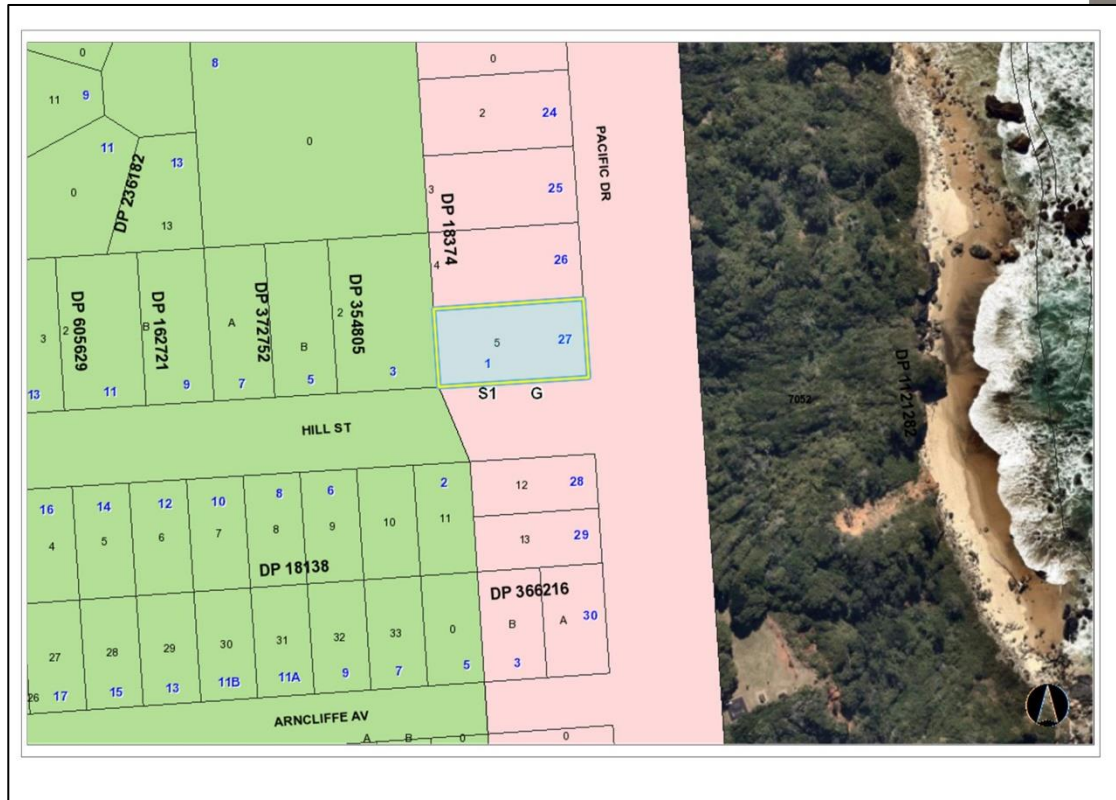 0
8
0
11
9
2
24
11
13
PACIFIC DR
0
DP 236182
0
3
DP 18374
25
13
4
26
DP 605629
DP 162721
DP 372752
DP 354805
3
2
B
A
B
2
5
27
1
13
11
9
7
5
3
S1
G
DP 1121282
7052
HILL ST
16
14
12
10
8
6
2
12
28
4
5
6
7
8
9
10
11
13
29
DP 18138
DP 366216
27
28
29
30
31
32
33
0
B
A
30
26
17
15
13
11B
11A
9
7
5
3
ARNCLIFFE AV
A
B
0
0